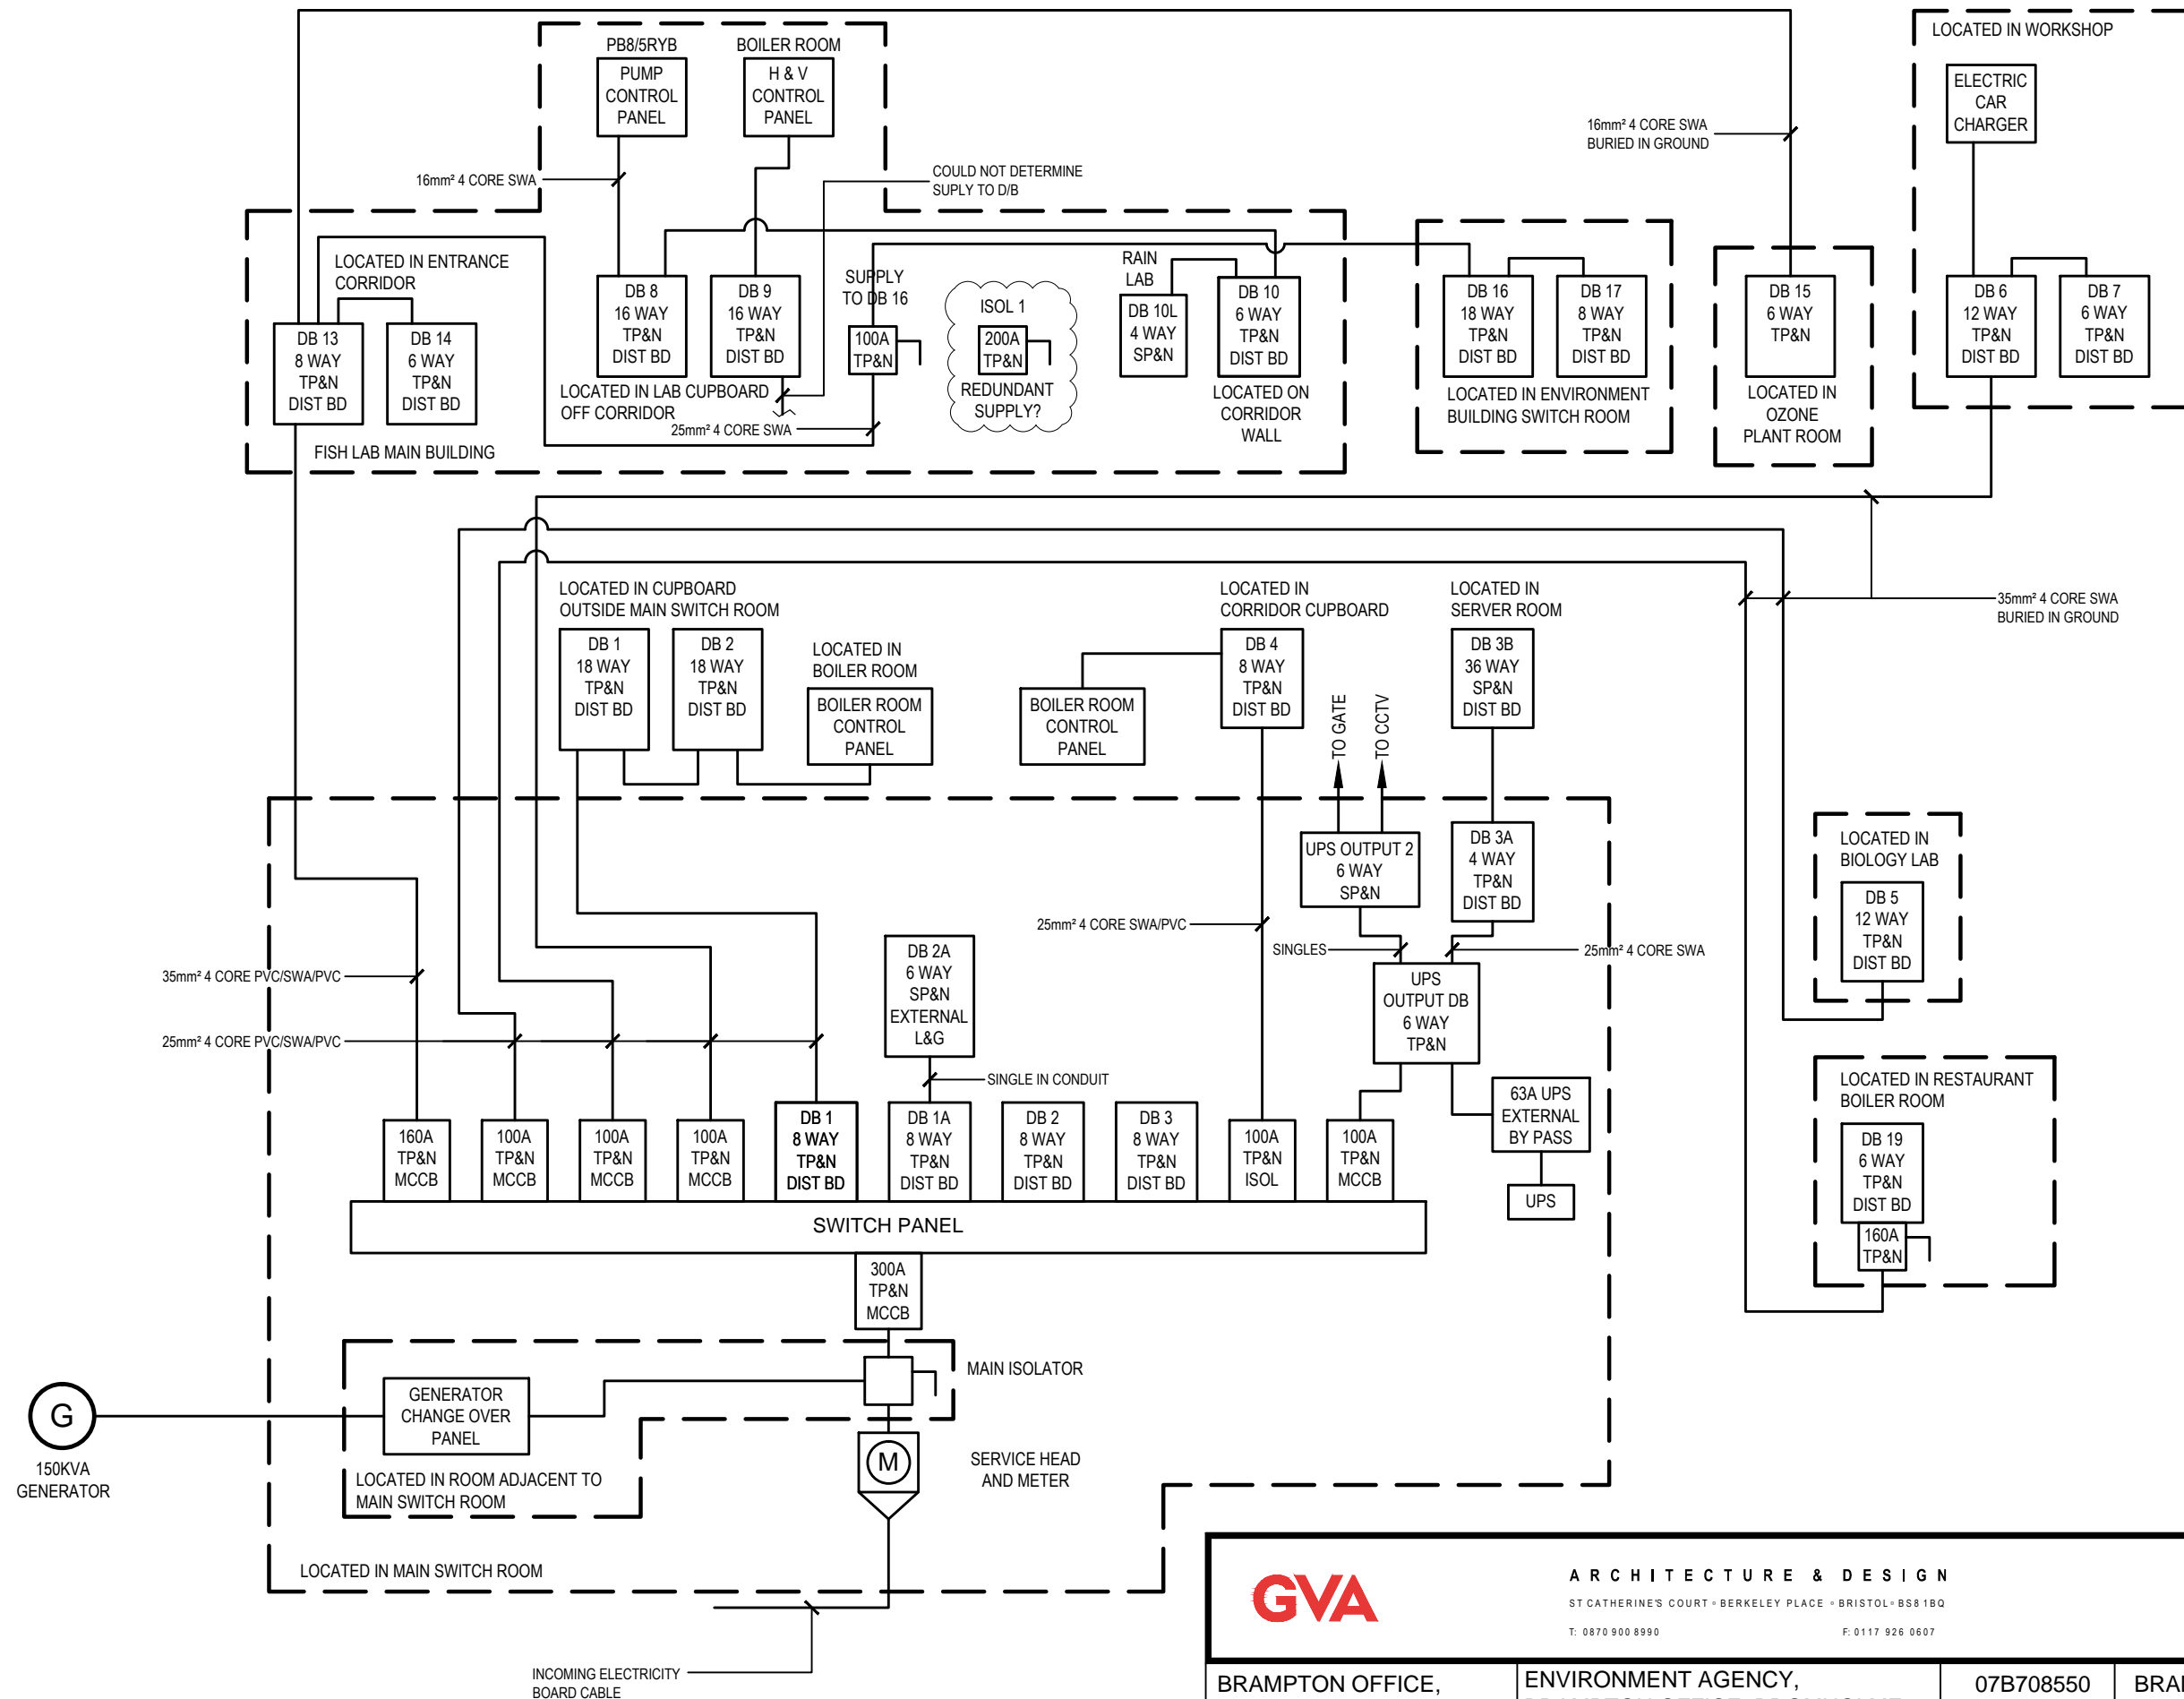 LOCATED IN WORKSHOP
PB8/5RYB
PUMP
CONTROL
PANEL
BOILER ROOM
H & V
CONTROL
PANEL
ELECTRIC
CAR
CHARGER
16mm² 4 CORE SWA
BURIED IN GROUND
16mm² 4 CORE SWA
COULD NOT DETERMINE
SUPLY TO D/B
LOCATED IN ENTRANCE
CORRIDOR
DB 13
8 WAY
TP&N
DIST BD
DB 14
6 WAY
TP&N
DIST BD
DB 8
16 WAY
TP&N
DIST BD
DB 9
16 WAY
TP&N
DIST BD
LOCATED IN LAB CUPBOARD
OFF CORRIDOR
SUPPLY
TO DB 16
100A
TP&N
25mm² 4 CORE SWA
ISOL 1
200A
TP&N
REDUNDANT
SUPPLY?
RAIN
LAB
DB 10L
4 WAY
SP&N
DB 10
6 WAY
TP&N
DIST BD
LOCATED ON
CORRIDOR
WALL
DB 16
18 WAY
TP&N
DIST BD
DB 17
8 WAY
TP&N
DIST BD
LOCATED IN ENVIRONMENT
BUILDING SWITCH ROOM
DB 15
6 WAY
TP&N
LOCATED IN
OZONE
PLANT ROOM
DB 6
12 WAY
TP&N
DIST BD
DB 7
6 WAY
TP&N
DIST BD
FISH LAB MAIN BUILDING
LOCATED IN CUPBOARD
OUTSIDE MAIN SWITCH ROOM
DB 1
18 WAY
TP&N
DIST BD
DB 2
18 WAY
TP&N
DIST BD
LOCATED IN
BOILER ROOM
BOILER ROOM
CONTROL
PANEL
BOILER ROOM
CONTROL
PANEL
LOCATED IN
CORRIDOR CUPBOARD
DB 4
8 WAY
TP&N
DIST BD
LOCATED IN
SERVER ROOM
DB 3B
36 WAY
SP&N
DIST BD
35mm² 4 CORE SWA
BURIED IN GROUND
TO GATE
TO CCTV
UPS OUTPUT 2
6 WAY
SP&N
DB 3A
4 WAY
TP&N
DIST BD
LOCATED IN
BIOLOGY LAB
DB 5
12 WAY
TP&N
DIST BD
25mm² 4 CORE SWA/PVC
SINGLES
25mm² 4 CORE SWA
35mm² 4 CORE PVC/SWA/PVC
25mm² 4 CORE PVC/SWA/PVC
DB 2A
6 WAY
SP&N
EXTERNAL
L&G
SINGLE IN CONDUIT
UPS
OUTPUT DB
6 WAY
TP&N
63A UPS
EXTERNAL
BY PASS
UPS
LOCATED IN RESTAURANT
BOILER ROOM
DB 19
6 WAY
TP&N
DIST BD
160A
TP&N
160A
TP&N
MCCB
100A
TP&N
MCCB
100A
TP&N
MCCB
100A
TP&N
MCCB
DB 1
8 WAY
TP&N
DIST BD
DB 1A
8 WAY
TP&N
DIST BD
DB 2
8 WAY
TP&N
DIST BD
DB 3
8 WAY
TP&N
DIST BD
100A
TP&N
ISOL
100A
TP&N
MCCB
SWITCH PANEL
300A
TP&N
MCCB
MAIN ISOLATOR
GENERATOR
CHANGE OVER
PANEL
G
150KVA
GENERATOR
M
SERVICE HEAD
AND METER
LOCATED IN ROOM ADJACENT TO
MAIN SWITCH ROOM
LOCATED IN MAIN SWITCH ROOM
INCOMING ELECTRICITY
BOARD CABLE
GVA
ARCHITECTURE & DESIGN
ST CATHERINE'S COURT ▫ BERKELEY PLACE ▫ BRISTOL ▫ BS8 1BQ
T: 0870 900 8990 F: 0117 926 0607
BRAMPTON OFFICE,
ENVIRONMENT AGENCY,
07B708550